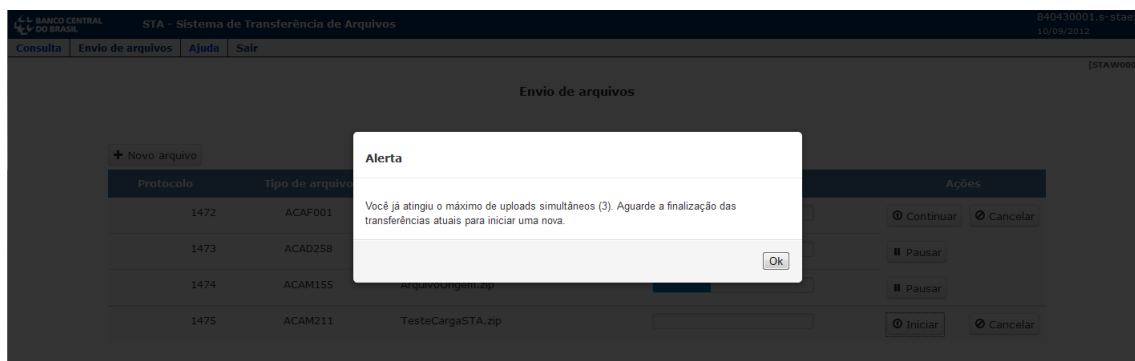 BANCO CENTRAL
DO BRASIL
STA - Sistema de Transferência de Arquivos
840430001.s-stae
10/09/2012
Consulta Envio de arquivos Ajuda Sair
[STAW000
Envio de arquivos
Novo arquivo
Alerta
Protocolo Tipo de arquivo Ações
Você já atingiu o máximo de uploads simultâneos (3). Aguarde a finalização das
transferências atuais para iniciar uma nova.
1472 ACAF001 Continuar Cancelar
1473 ACAD258 Pausar
Ok
1474 ACAM155 ArquivoOrigem.zip Pausar
1475 ACAM211 TesteCargaSTA.zip Iniciar Cancelar